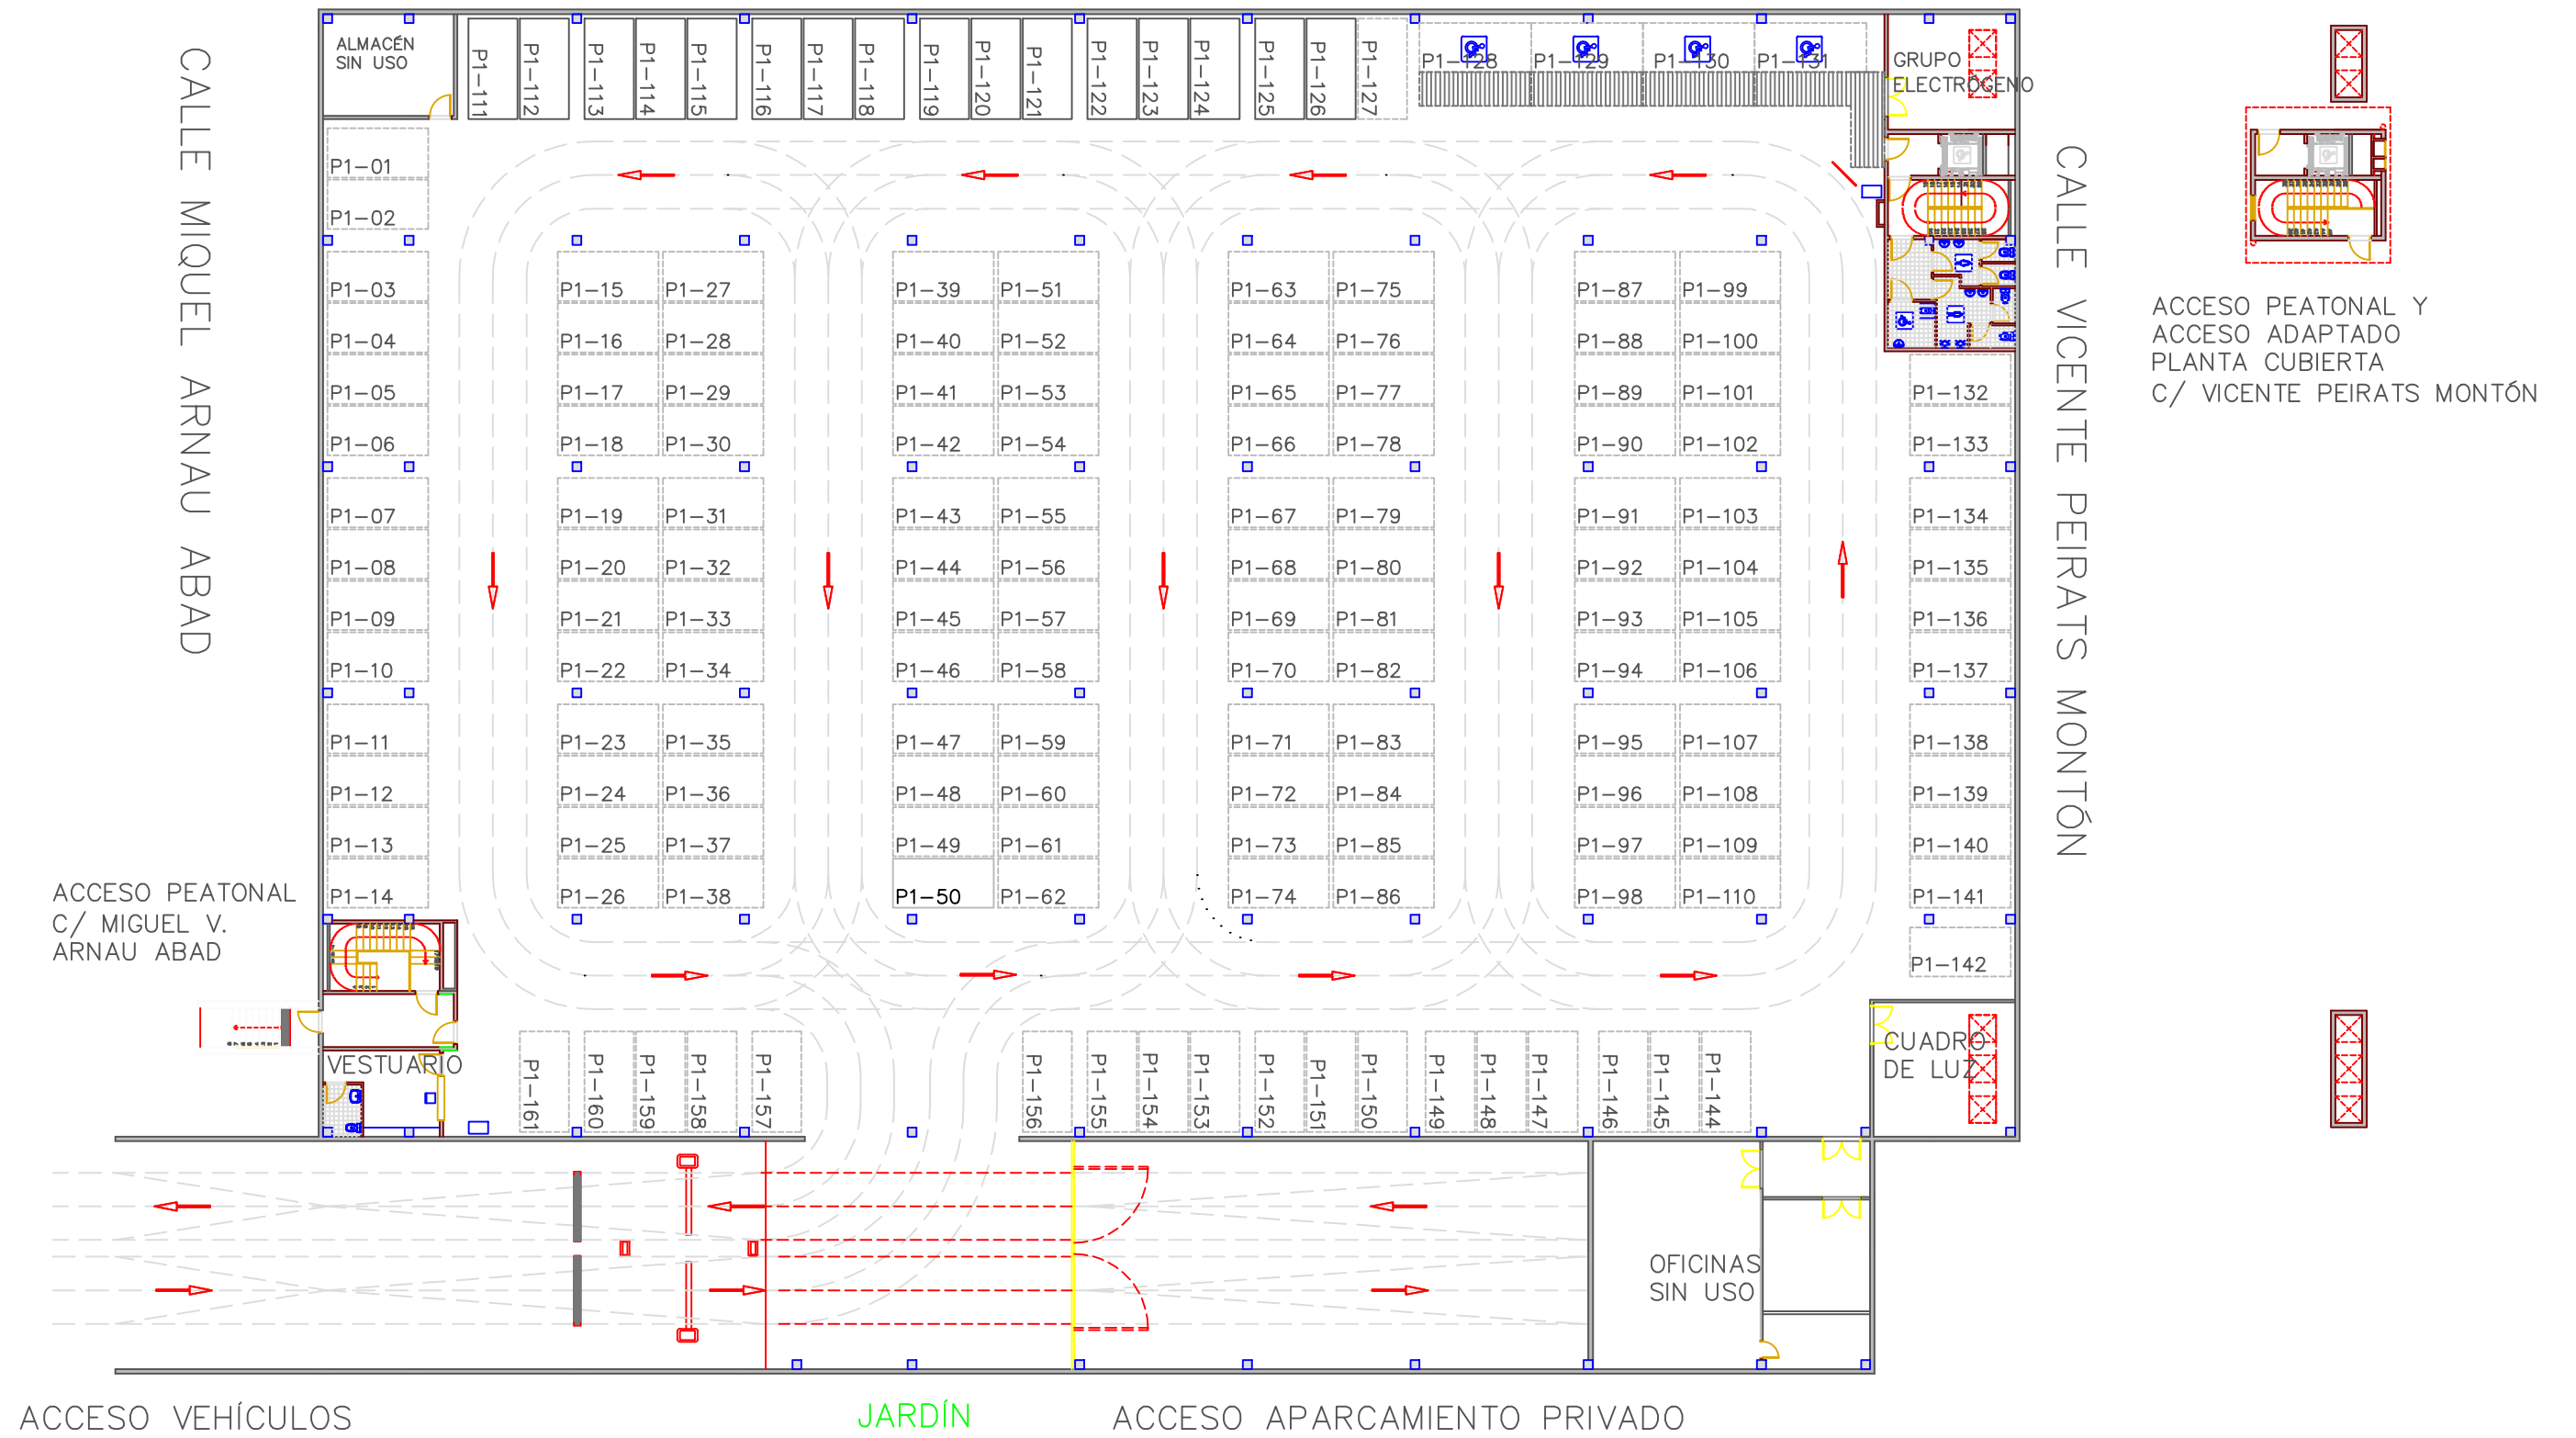 ALMACÉN
SIN USO
P1-111
P1-112
P1-113
P1-114
P1-115
P1-116
P1-117
P1-118
P1-119
P1-120
P1-121
P1-122
P1-123
P1-124
P1-125
P1-126
P1-127
P1-128
P1-129
P1-130
P1-131
GRUPO
ELECTRÓGENO
CALLE MIQUEL ARNAU ABAD
CALLE VICENTE PEIRATS MONTÓN
ACCESO PEATONAL Y
ACCESO ADAPTADO
PLANTA CUBIERTA
C/ VICENTE PEIRATS MONTÓN
P1-01
P1-02
P1-03
P1-04
P1-05
P1-06
P1-07
P1-08
P1-09
P1-10
P1-11
P1-12
P1-13
P1-14
P1-15
P1-16
P1-17
P1-18
P1-19
P1-20
P1-21
P1-22
P1-23
P1-24
P1-25
P1-26
P1-27
P1-28
P1-29
P1-30
P1-31
P1-32
P1-33
P1-34
P1-35
P1-36
P1-37
P1-38
P1-39
P1-40
P1-41
P1-42
P1-43
P1-44
P1-45
P1-46
P1-47
P1-48
P1-49
P1-50
P1-51
P1-52
P1-53
P1-54
P1-55
P1-56
P1-57
P1-58
P1-59
P1-60
P1-61
P1-62
P1-63
P1-64
P1-65
P1-66
P1-67
P1-68
P1-69
P1-70
P1-71
P1-72
P1-73
P1-74
P1-75
P1-76
P1-77
P1-78
P1-79
P1-80
P1-81
P1-82
P1-83
P1-84
P1-85
P1-86
P1-87
P1-88
P1-89
P1-90
P1-91
P1-92
P1-93
P1-94
P1-95
P1-96
P1-97
P1-98
P1-99
P1-100
P1-101
P1-102
P1-103
P1-104
P1-105
P1-106
P1-107
P1-108
P1-109
P1-110
P1-132
P1-133
P1-134
P1-135
P1-136
P1-137
P1-138
P1-139
P1-140
P1-141
P1-142
ACCESO PEATONAL
C/ MIGUEL V.
ARNAU ABAD
VESTUARIO
P1-161
P1-160
P1-159
P1-158
P1-157
P1-156
P1-155
P1-154
P1-153
P1-152
P1-151
P1-150
P1-149
P1-148
P1-147
P1-146
P1-145
P1-144
CUADRO
DE LUZ
OFICINAS
SIN USO
ACCESO VEHÍCULOS
JARDÍN
ACCESO APARCAMIENTO PRIVADO